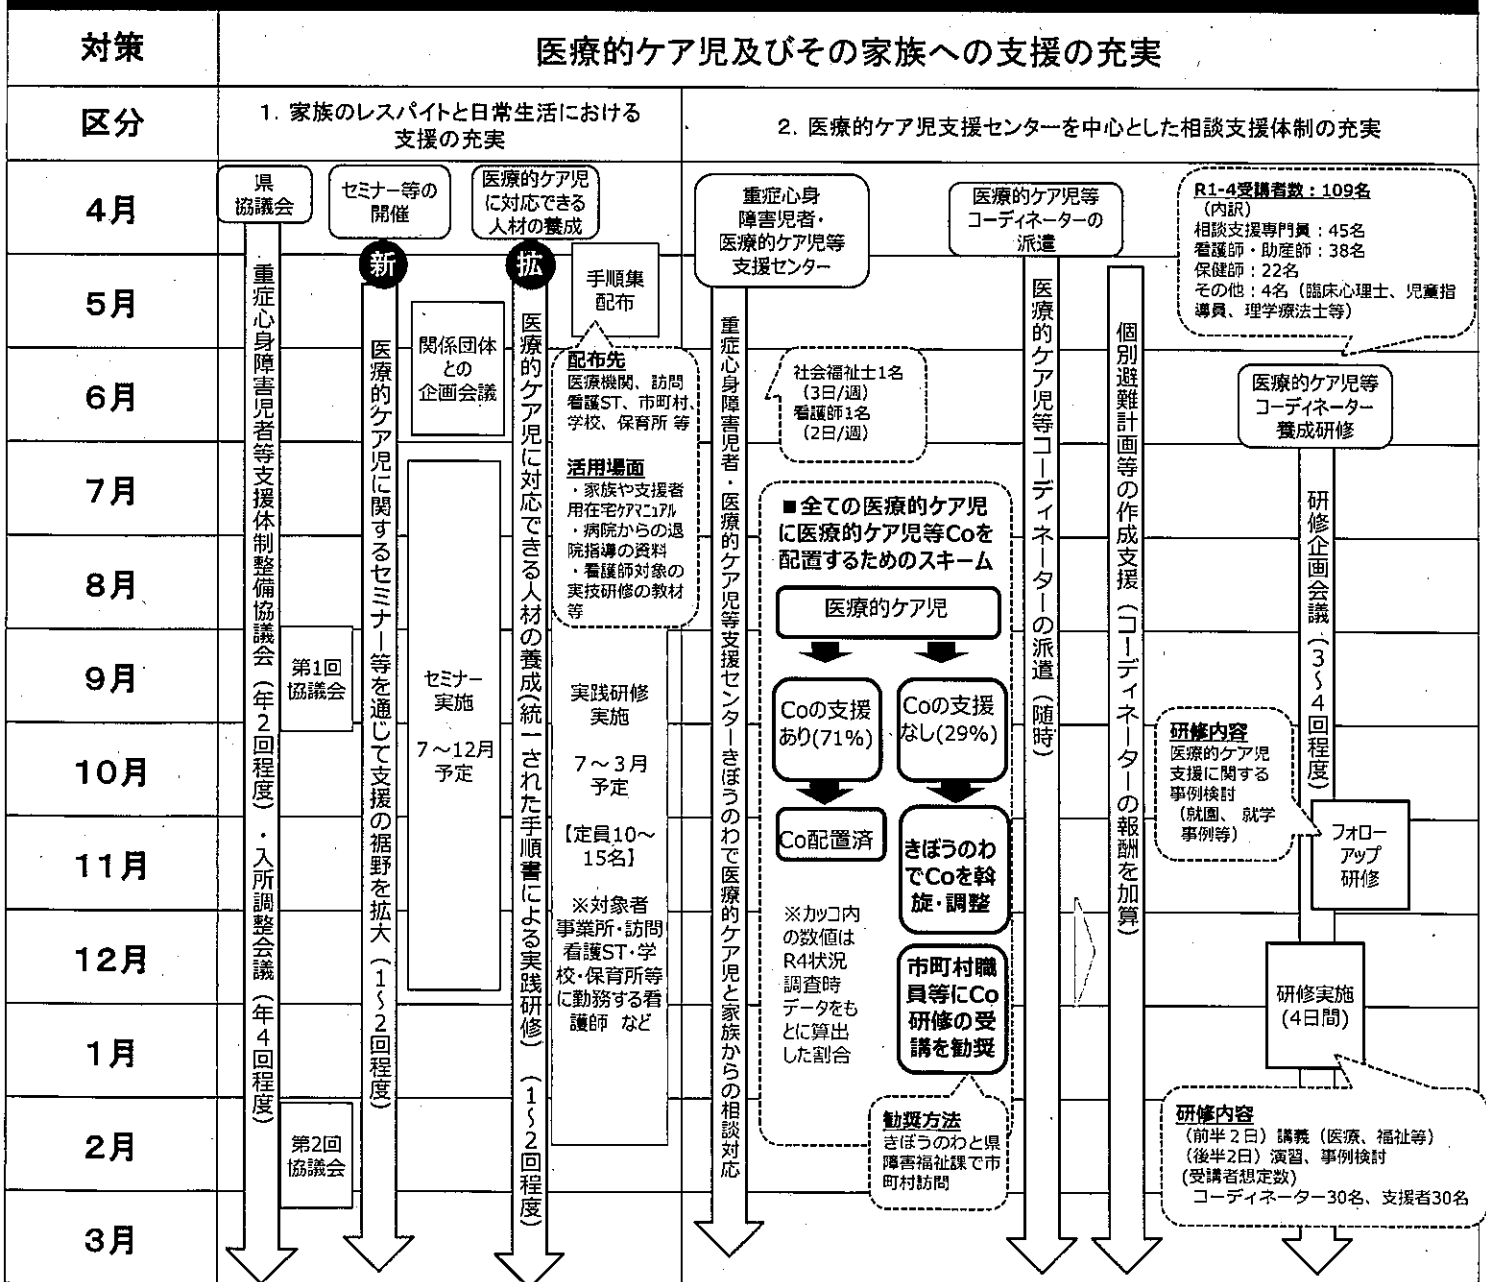 対策
医療的ケア児及びその家族への支援の充実
区分
1．家族のレスパイトと日常生活における
支援の充実
2．医療的ケア児支援センターを中心とした相談支援体制の充実
4月
5月
6月
7月
8月
9月
10月
11月
12月
1月
2月
3月
県
協議会
重症心身障害児者等支援体制整備協議会（年２回程度）・入所調整会議（年４回程度）
第1回
協議会
第2回
協議会
セミナー等の
開催
新
医療的ケア児に関するセミナー等を通じて支援の裾野を拡大（１～２回程度）
関係団体
との
企画会議
セミナー
実施
７～12月
予定
医療的ケア児
に対応できる
人材の養成
拡
医療的ケア児に対応できる人材の養成(統一された手順書による実践研修）（１～２回程度）
手順集
配布
配布先
医療機関、訪問
看護ST、市町村、
学校、保育所 等
活用場面
・家族や支援者
用在宅ｹｱﾏﾆｭｱﾙ
・病院からの退
院指導の資料
・看護師対象の
実技研修の教材
等
実践研修
実施
７～３月
予定
【定員10～
15名】
※対象者
事業所・訪問
看護ST・学
校・保育所等
に勤務する看
護師 など
重症心身
障害児者・
医療的ケア児等
支援センター
重症心身障害児者・医療的ケア児等支援センターきぼうのわで医療的ケア児と家族からの相談対応
社会福祉士1名
（3日/週）
看護師1名
（2日/週）
■全ての医療的ケア児
に医療的ケア児等Coを
配置するためのスキーム
医療的ケア児
Coの支援
あり(71%)
Coの支援
なし(29%)
Co配置済
きぼうのわ
でCoを斡
旋・調整
※カッコ内
の数値は
R4状況
調査時
データをも
とに算出
した割合
市町村職
員等にCo
研修の受
講を勧奨
勧奨方法
きぼうのわと県
障害福祉課で市
町村訪問
医療的ケア児等
コーディネーターの
派遣
医療的ケア児等コーディネーターの派遣（随時）
個別避難計画等の作成支援（コーディネーターの報酬を加算）
R1-4受講者数：109名
（内訳）
相談支援専門員：45名
看護師・助産師：38名
保健師：22名
その他：4名（臨床心理士、児童指
導員、理学療法士等）
医療的ケア児等
コーディネーター
養成研修
研修企画会議（３～４回程度）
研修内容
医療的ケア児
支援に関する
事例検討
（就園、就学
事例等）
フォロー
アップ
研修
研修実施
(4日間)
研修内容
（前半２日）講義（医療、福祉等）
（後半2日）演習、事例検討
(受講者想定数)
コーディネーター30名、支援者30名